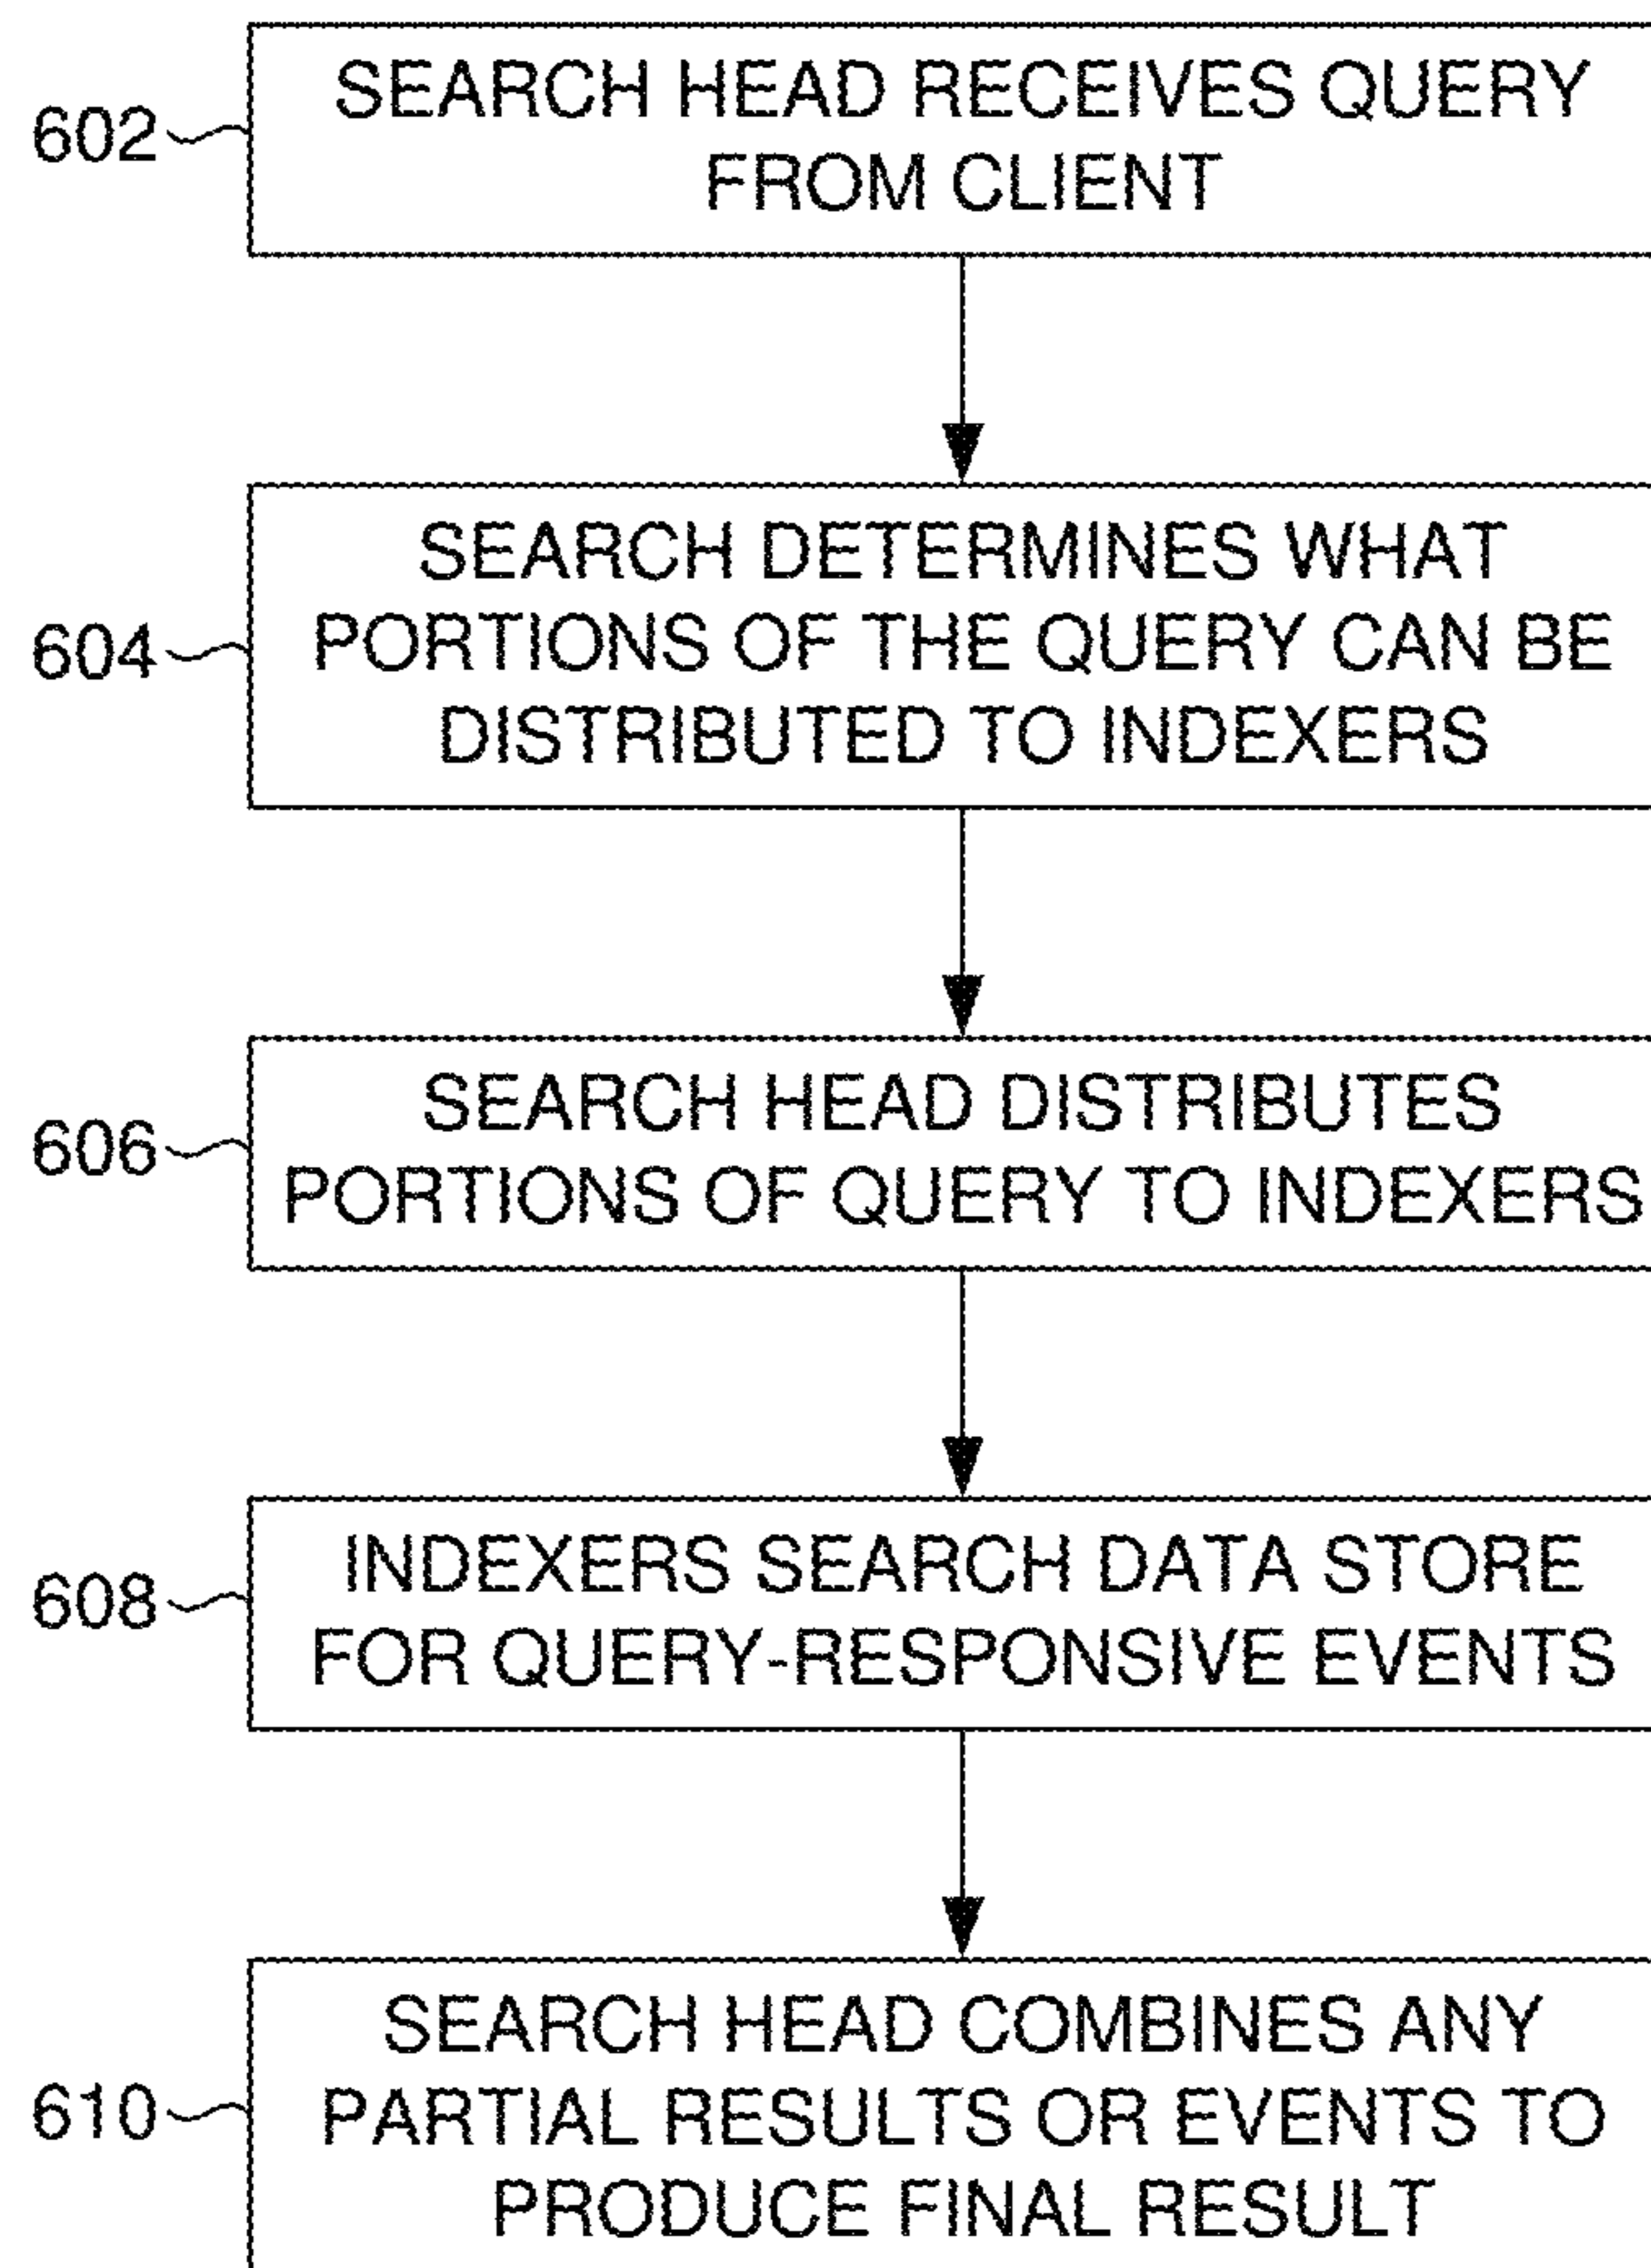 602
SEARCH HEAD RECEIVES QUERY
FROM CLIENT
604
SEARCH DETERMINES WHAT
PORTIONS OF THE QUERY CAN BE
DISTRIBUTED TO INDEXERS
606
SEARCH HEAD DISTRIBUTES
PORTIONS OF QUERY TO INDEXERS
608
INDEXERS SEARCH DATA STORE
FOR QUERY-RESPONSIVE EVENTS
610
SEARCH HEAD COMBINES ANY
PARTIAL RESULTS OR EVENTS TO
PRODUCE FINAL RESULT